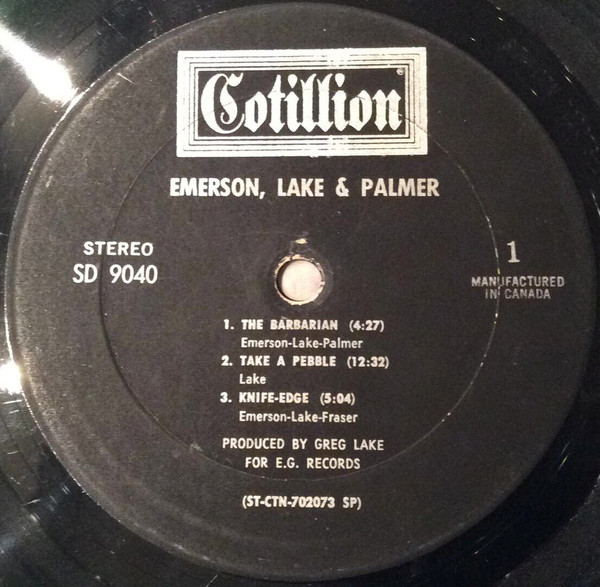 Cotillion®
EMERSON, LAKE & PALMER
STEREO
SD 9040
1
MANUFACTURED
IN CANADA
1. THE BARBARIAN (4:27)
Emerson-Lake-Palmer
2. TAKE A PEBBLE (12:32)
Lake
3. KNIFE-EDGE (5:04)
Emerson-Lake-Fraser
PRODUCED BY GREG LAKE
FOR E.G. RECORDS
(ST-CTN-702073 SP)